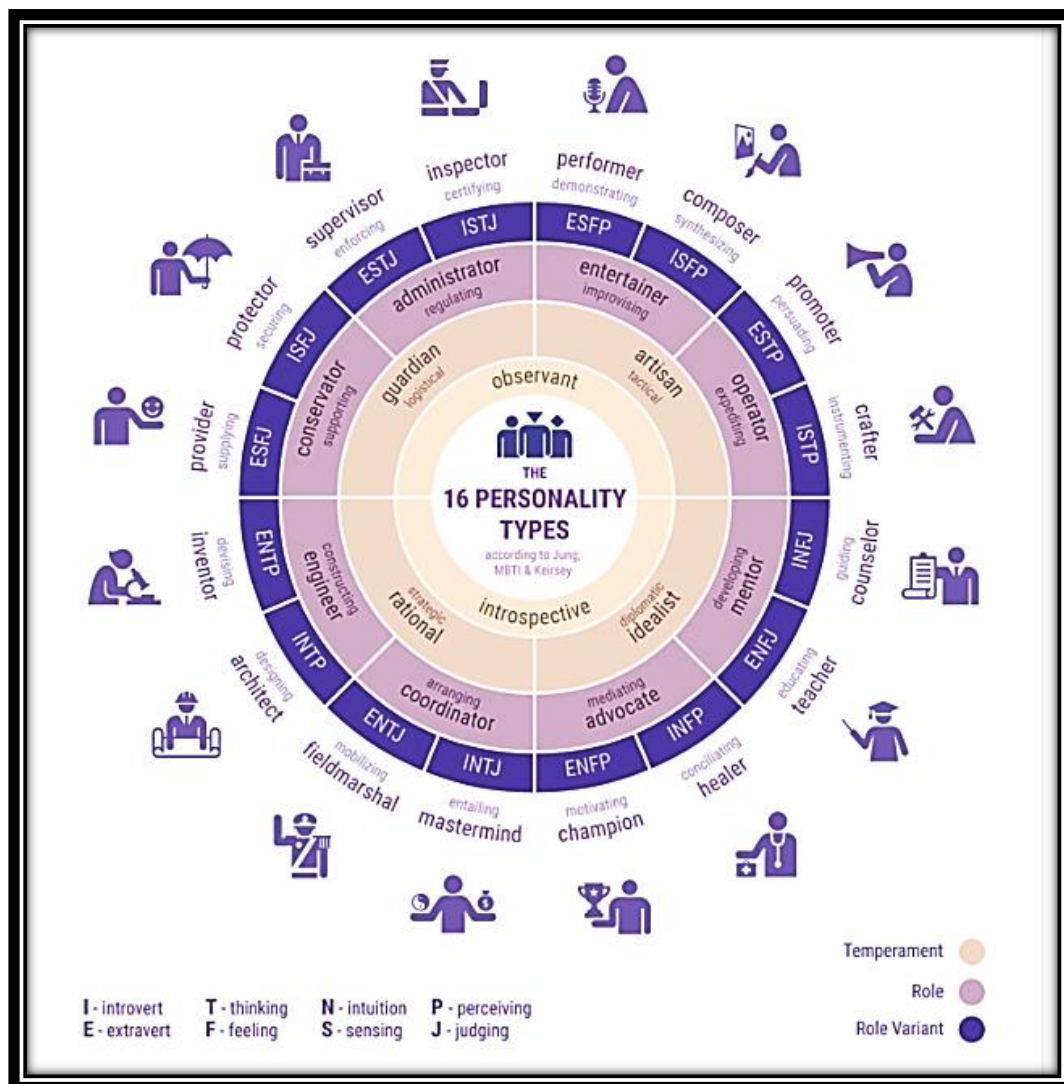 inspector
certifying
performer
demonstrating
composer
synthesizing
promoter
persuading
crafter
instrumenting
guiding
counselor
educating
teacher
conciliating
healer
motivating
champion
entailing
mastermind
mobilizing
fieldmarshal
designing
architect
devising
inventor
provider
supplying
protector
securing
supervisor
enforcing
ISTJ
ESFP
ISFP
ESTP
ISTP
INFJ
ENFJ
INFP
ENFP
INTJ
ENTJ
INTP
ENTP
ESFJ
ISFJ
ESTJ
administrator
regulating
entertainer
improvising
operator
expediting
developing
mentor
mediating
advocate
arranging
coordinator
constructing
engineer
conservator
supporting
guardian
logistical
artisan
tactical
diplomatic
idealist
strategic
rational
observant
introspective
THE
16 PERSONALITY
TYPES
according to Jung,
MBTI & Keirsey
Temperament
Role
Role Variant
I - introvert T - thinking N - intuition P - perceiving
E - extravert F - feeling S - sensing J - judging